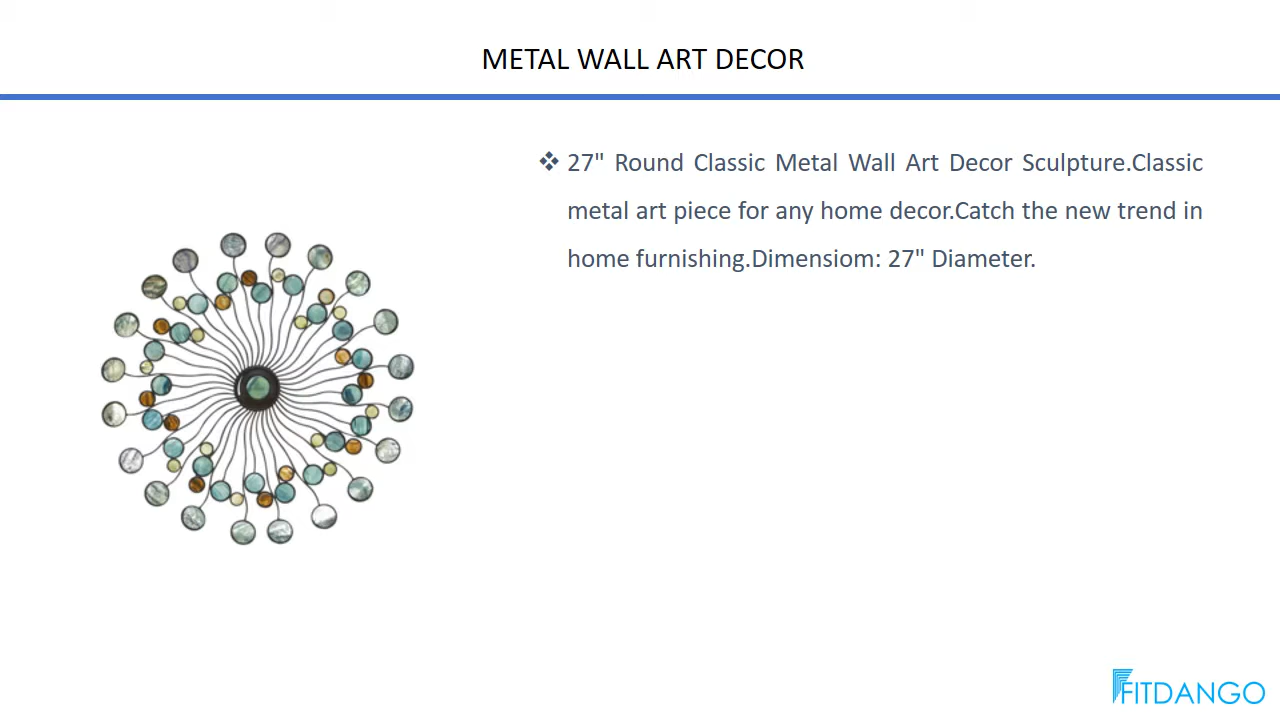 METAL WALL ART DECOR
❖ 27" Round Classic Metal Wall Art Decor Sculpture.Classic
metal art piece for any home decor.Catch the new trend in
home furnishing.Dimensiom: 27" Diameter.
FITDANGO